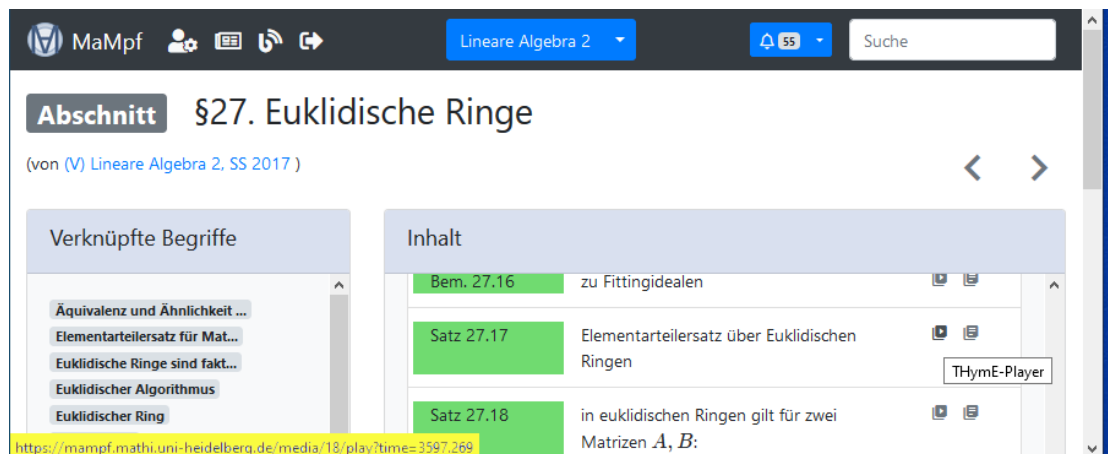 MaMpf
Lineare Algebra 2
55
Suche
Abschnitt §27. Euklidische Ringe
(von (V) Lineare Algebra 2, SS 2017 )
Verknüpfte Begriffe
Äquivalenz und Ähnlichkeit ...
Elementarteilersatz für Mat...
Euklidische Ringe sind fakt...
Euklidischer Algorithmus
Euklidischer Ring
Inhalt
Bem. 27.16 zu Fittingidealen
Satz 27.17 Elementarteilersatz über Euklidischen
Ringen
THymE-Player
Satz 27.18 in euklidischen Ringen gilt für zwei
Matrizen A, B:
https://mampf.mathi.uni-heidelberg.de/media/18/play?time=3597.269